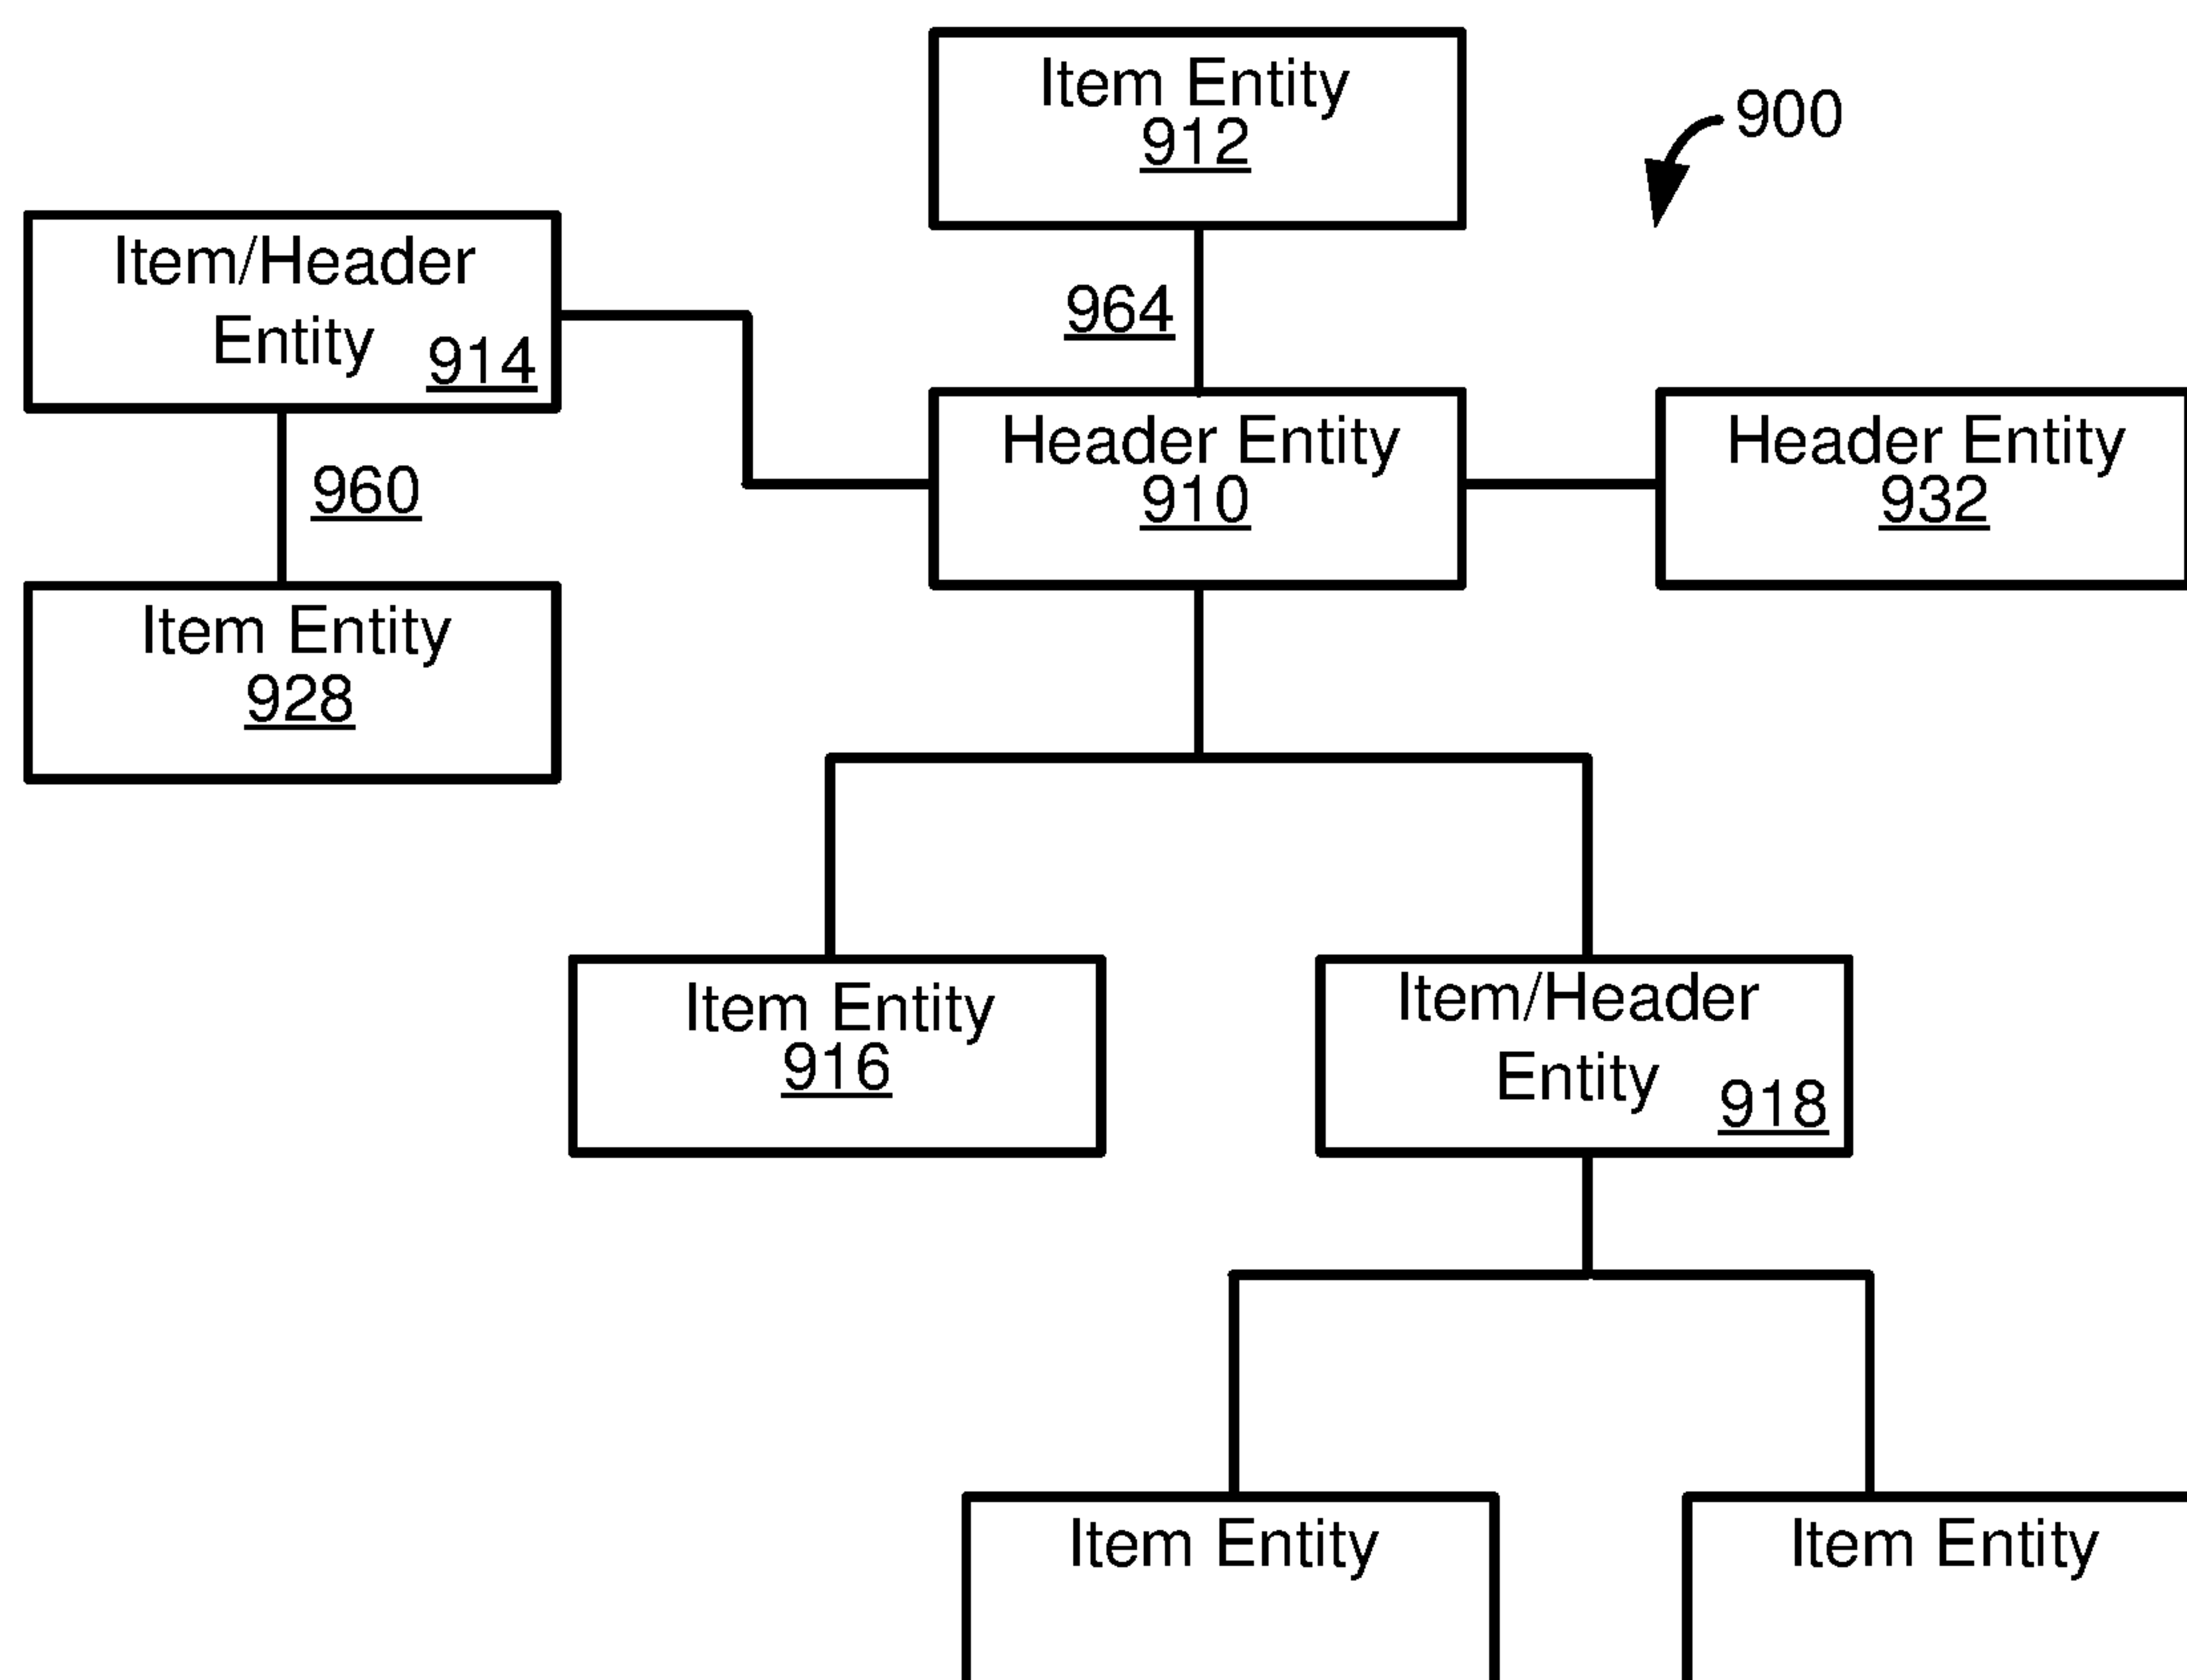 Item Entity
912
900
Item/Header
Entity
914
964
Header Entity
910
Header Entity
932
960
Item Entity
928
Item Entity
916
Item/Header
Entity
918
Item Entity
Item Entity